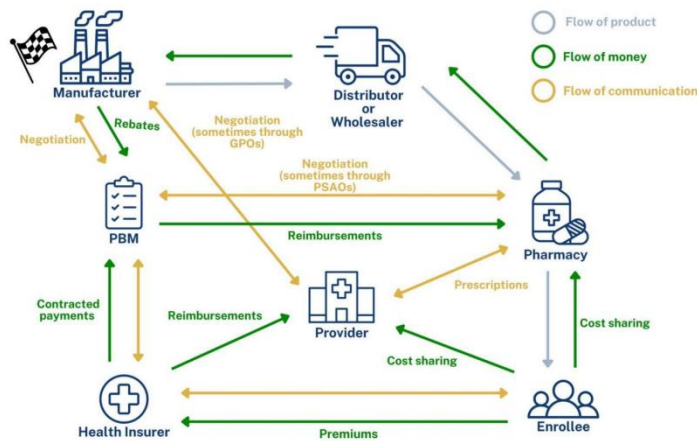 Flow of product
Flow of money
Flow of communication
Manufacturer
Distributor
or
Wholesaler
Rebates
Negotiation
(sometimes through
GPOs)
Negotiation
Negotiation
(sometimes through
PSAOs)
PBM
Reimbursements
Pharmacy
Contracted
payments
Reimbursements
Provider
Prescriptions
Cost sharing
Cost sharing
Health Insurer
Premiums
Enrollee